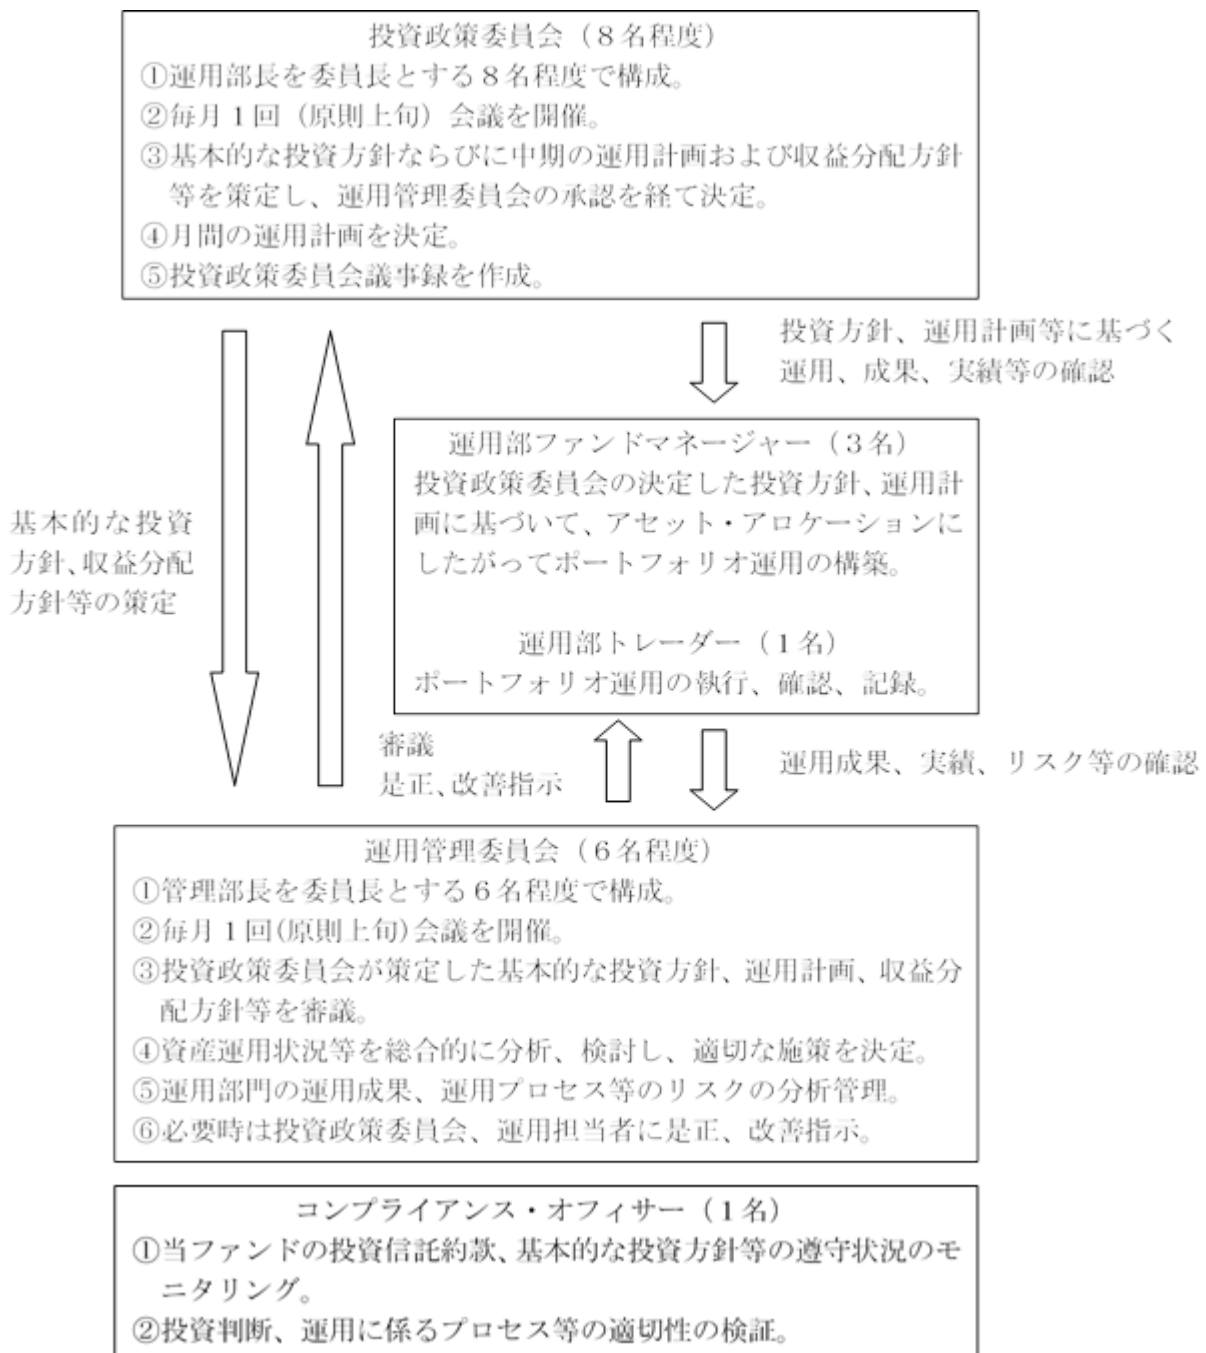 投資政策委員会（８名程度）
①運用部長を委員長とする８名程度で構成。
②毎月１回（原則上旬）会議を開催。
③基本的な投資方針ならびに中期の運用計画および収益分配方針
等を策定し、運用管理委員会の承認を経て決定。
④月間の運用計画を決定。
⑤投資政策委員会議事録を作成。
投資方針、運用計画等に基づく
運用、成果、実績等の確認
運用部ファンドマネージャー（３名）
投資政策委員会の決定した投資方針、運用計
画に基づいて、アセット・アロケーションに
したがってポートフォリオ運用の構築。
運用部トレーダー（１名）
ポートフォリオ運用の執行、確認、記録。
基本的な投資
方針、収益分配
方針等の策定
審議
是正、改善指示
運用成果、実績、リスク等の確認
運用管理委員会（６名程度）
①管理部長を委員長とする６名程度で構成。
②毎月１回(原則上旬)会議を開催。
③投資政策委員会が策定した基本的な投資方針、運用計画、収益分
配方針等を審議。
④資産運用状況等を総合的に分析、検討し、適切な施策を決定。
⑤運用部門の運用成果、運用プロセス等のリスクの分析管理。
⑥必要時は投資政策委員会、運用担当者に是正、改善指示。
コンプライアンス・オフィサー（１名）
①当ファンドの投資信託約款、基本的な投資方針等の遵守状況のモ
ニタリング。
②投資判断、運用に係るプロセス等の適切性の検証。